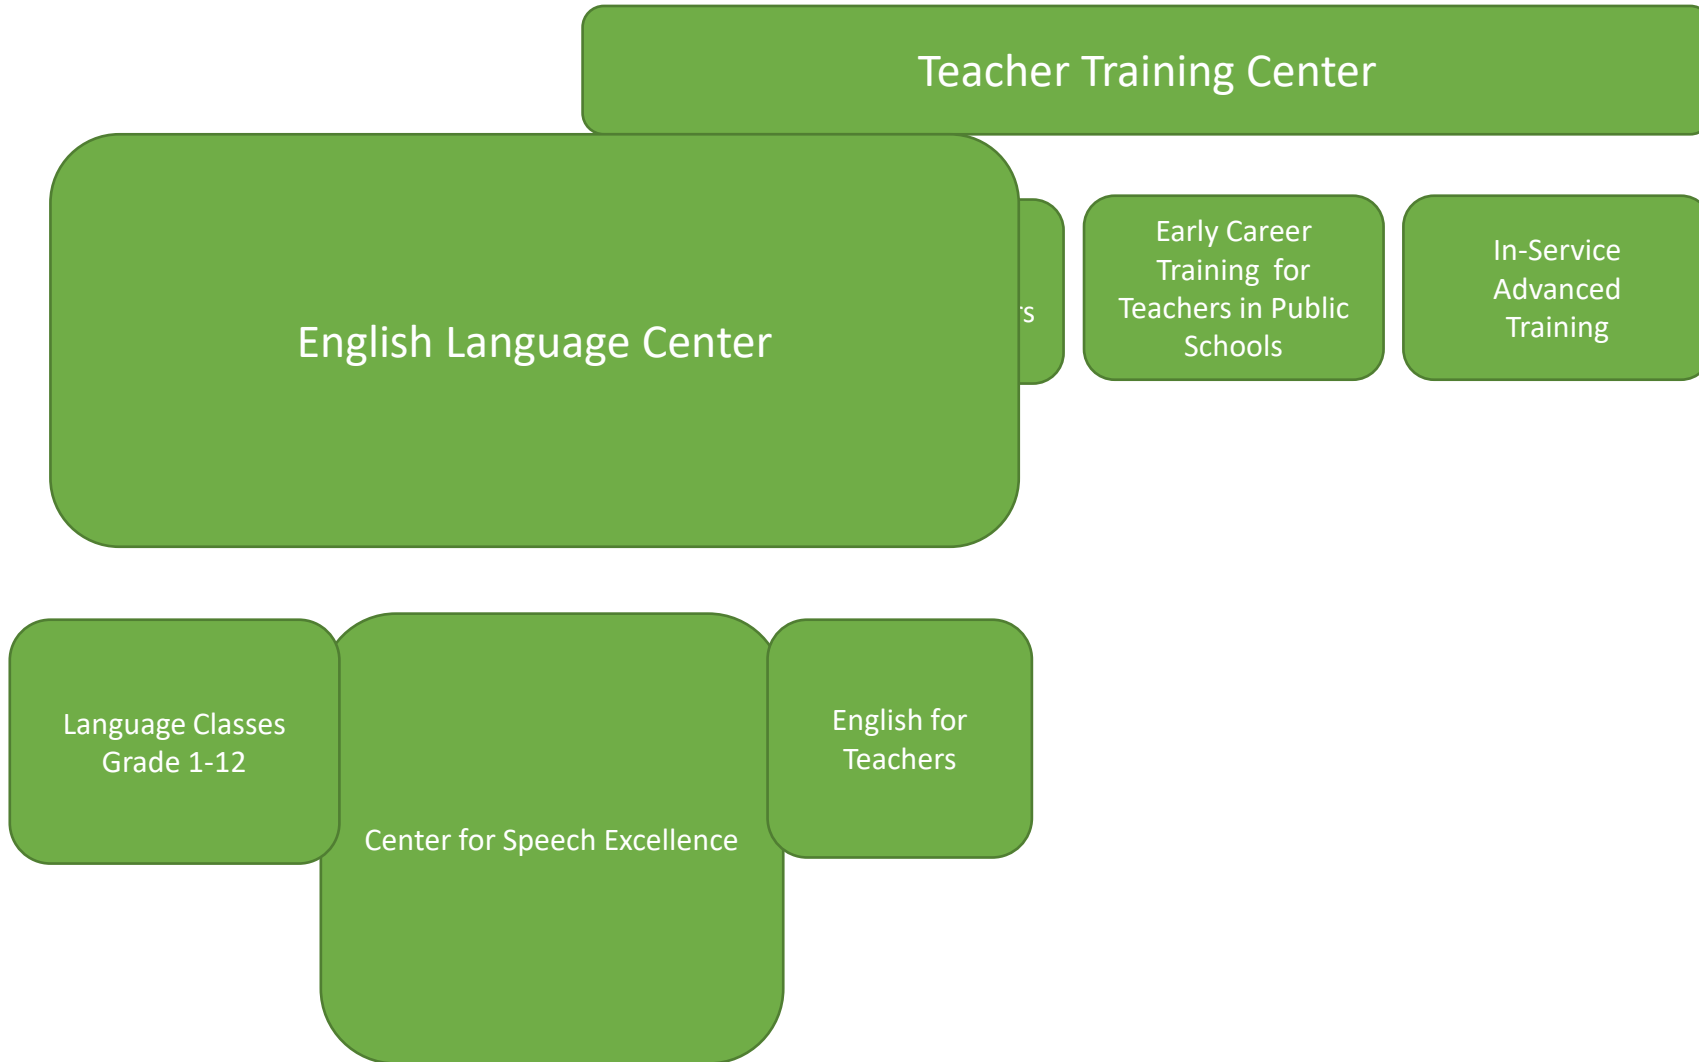 Teacher Training Center
English Language Center
rs
Early Career
Training for
Teachers in Public
Schools
In-Service
Advanced
Training
Language Classes
Grade 1-12
Center for Speech Excellence
English for
Teachers